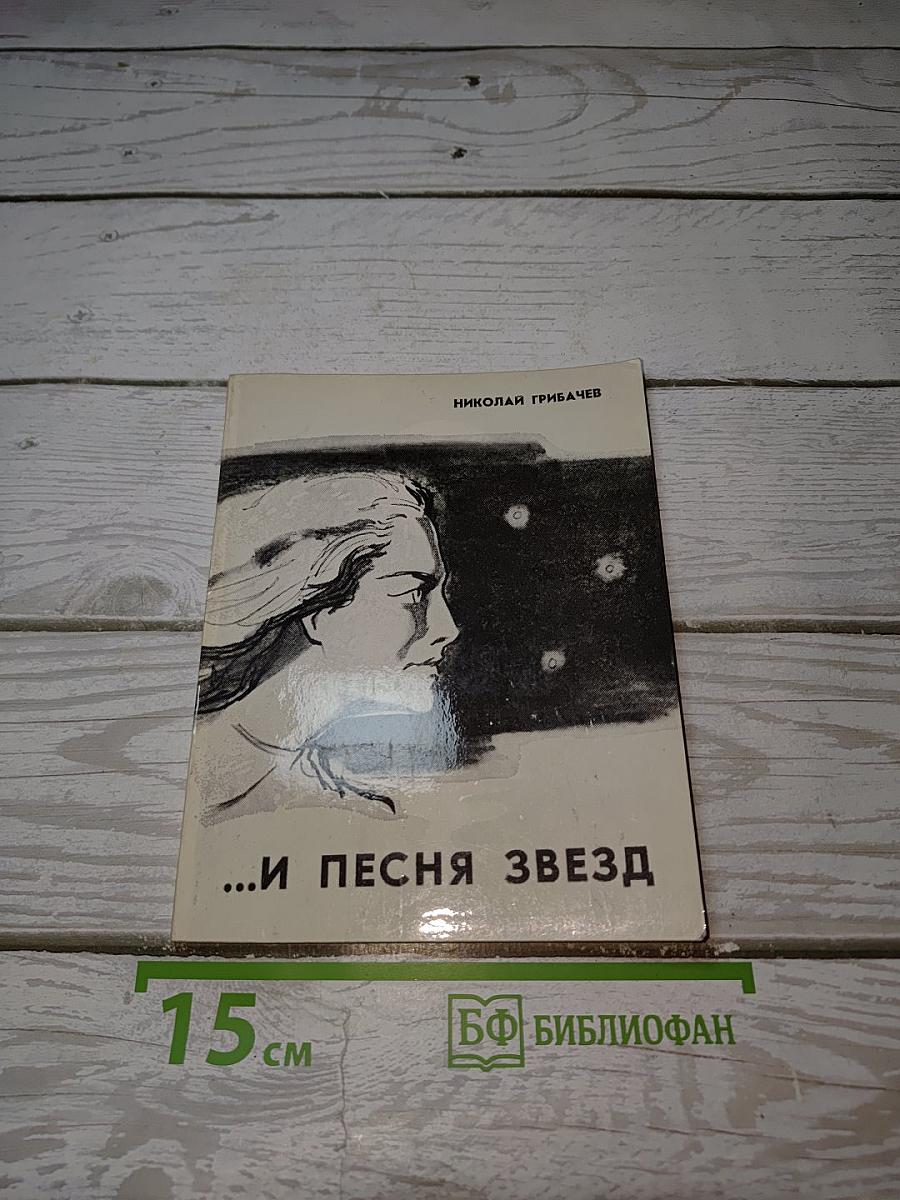 НИКОЛАЙ ГРИБАЧЕВ
...И ПЕСНЯ ЗВЕЗД
15 см
БФ БИБЛИОФАН